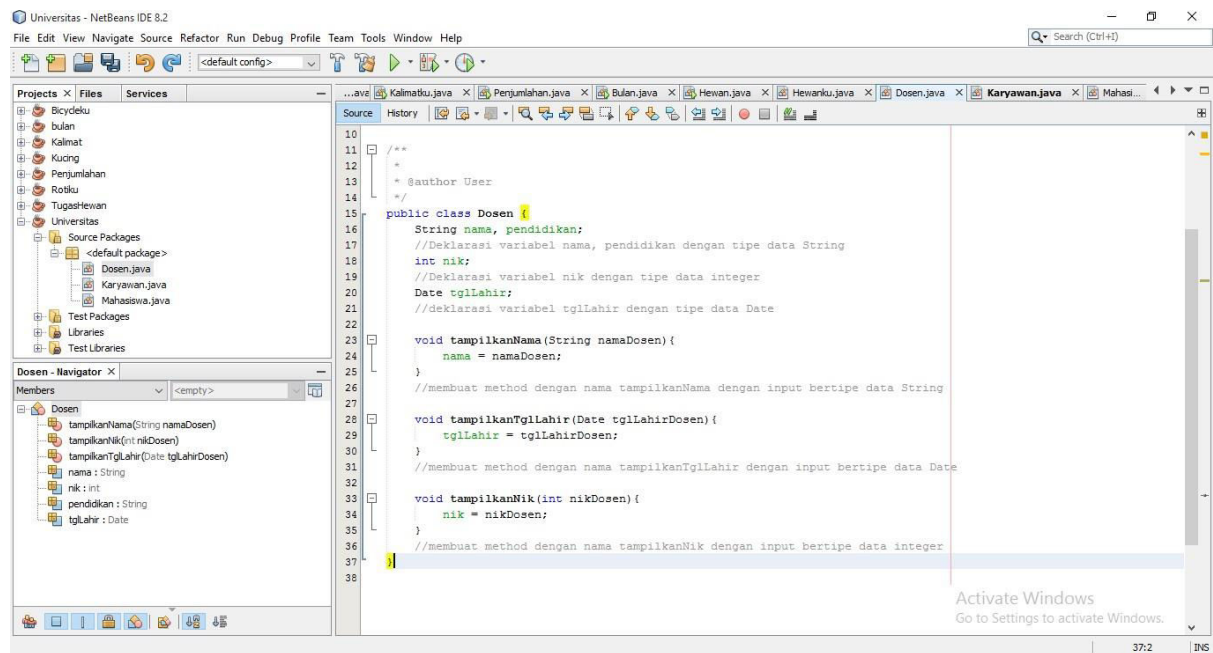 Universitas - NetBeans IDE 8.2
File Edit View Navigate Source Refactor Run Debug Profile Team Tools Window Help
Search (Ctrl+I)
<default config>
Projects Files Services
Bicycleku
bulan
Kalimat
Kucing
Penjumlahan
Rotiku
TugasHewan
Universitas
Source Packages
<default package>
Dosen.java
Karyawan.java
Mahasiswa.java
Test Packages
Libraries
Test Libraries
Dosen - Navigator
Members <empty>
Dosen
tampilkanNama(String namaDosen)
tampilkanNik(int nikDosen)
tampilkanTglLahir(Date tglLahirDosen)
nama : String
nik : int
pendidikan : String
tglLahir : Date
...ava Kalimatku.java Penjumlahan.java Bulan.java Hewan.java Hewanku.java Dosen.java Karyawan.java Mahasi...
Source History
10
11 /**
12 *
13 * @author User
14 */
15 public class Dosen {
16 String nama, pendidikan;
17 //Deklarasi variabel nama, pendidikan dengan tipe data String
18 int nik;
19 //Deklarasi variabel nik dengan tipe data integer
20 Date tglLahir;
21 //deklarasi variabel tglLahir dengan tipe data Date
22
23 void tampilkanNama(String namaDosen){
24 nama = namaDosen;
25 }
26 //membuat method dengan nama tampilkanNama dengan input bertipe data String
27
28 void tampilkanTglLahir(Date tglLahirDosen){
29 tglLahir = tglLahirDosen;
30 }
31 //membuat method dengan nama tampilkanTglLahir dengan input bertipe data Date
32
33 void tampilkanNik(int nikDosen){
34 nik = nikDosen;
35 }
36 //membuat method dengan nama tampilkanNik dengan input bertipe data integer
37 }
38
Activate Windows
Go to Settings to activate Windows.
37:2 INS